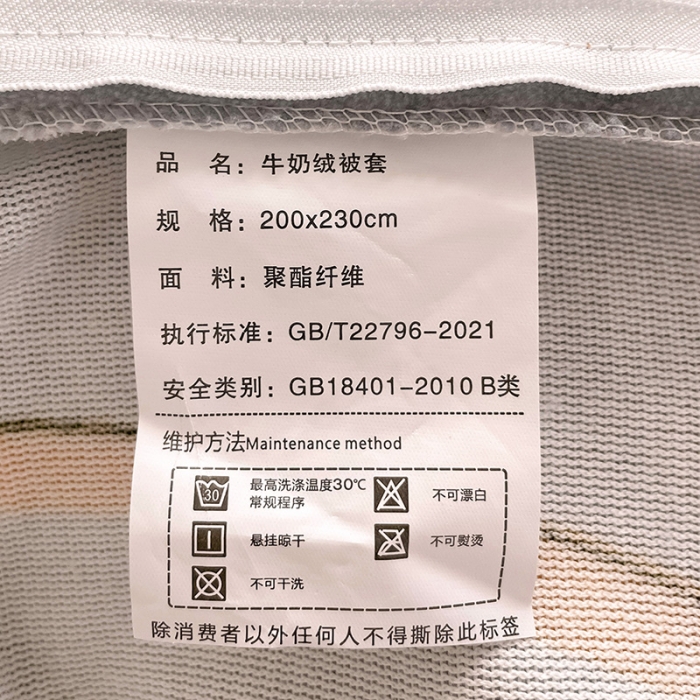 品 名：牛奶绒被套
规 格：200x230cm
面 料：聚酯纤维
执行标准：GB/T22796-2021
安全类别：GB18401-2010 B类
维护方法Maintenance method
30 最高洗涤温度30℃ 不可漂白
常规程序
悬挂晾干 不可熨烫
不可干洗
除消费者以外任何人不得撕除此标签